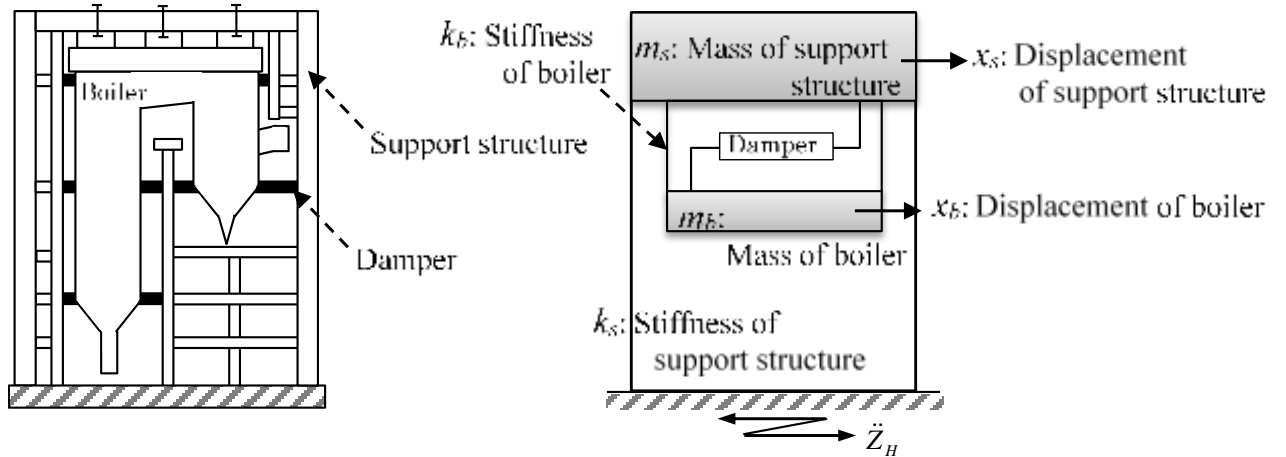 Boiler
Support structure
Damper
k_b: Stiffness
of boiler
m_s: Mass of support
structure
x_s: Displacement
of support structure
Damper
m_b:
Mass of boiler
x_b: Displacement of boiler
k_s: Stiffness of
support structure
Z̈_H